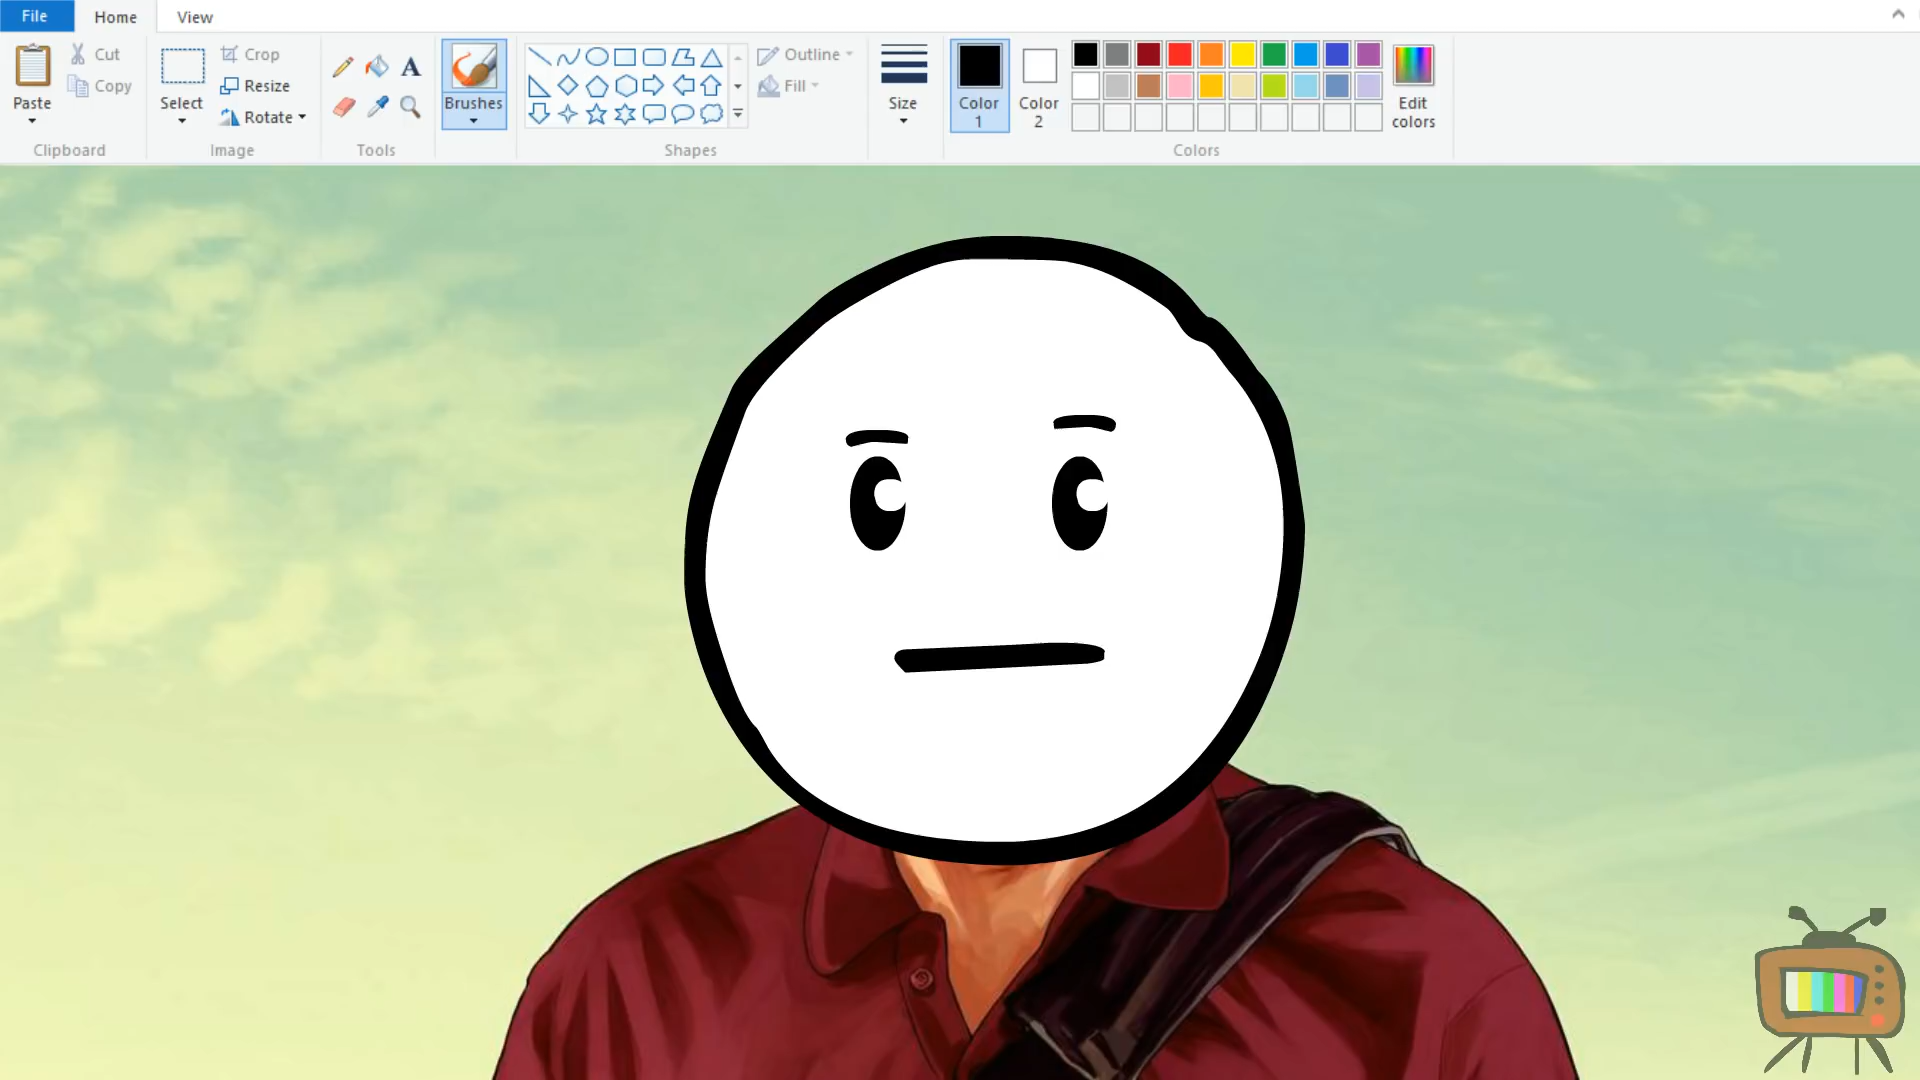 File Home View
Paste
Cut
Copy
Clipboard
Select
Crop
Resize
Rotate
Image
A
Tools
Brushes
Outline
Fill
Shapes
Size
Color
1
Color
2
Edit
colors
Colors